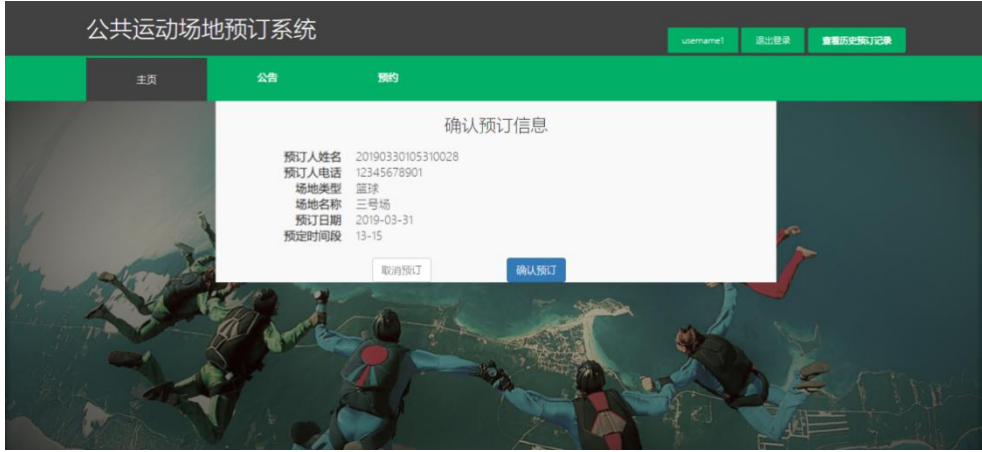 公共运动场地预订系统
username1 退出登录 查看历史预订记录
主页 公告 预约
确认预订信息
预订人姓名 20190330105310028
预订人电话 12345678901
场地类型 篮球
场地名称 三号场
预订日期 2019-03-31
预定时间段 13-15
取消预订 确认预订